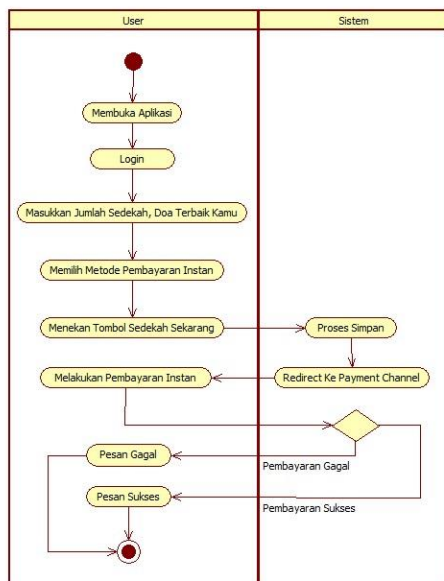 User
Sistem
Membuka Aplikasi
Login
Masukkan Jumlah Sedekah, Doa Terbaik Kamu
Memilih Metode Pembayaran Instan
Menekan Tombol Sedekah Sekarang
Proses Simpan
Melakukan Pembayaran Instan
Redirect Ke Payment Channel
Pesan Gagal
Pembayaran Gagal
Pesan Sukses
Pembayaran Sukses